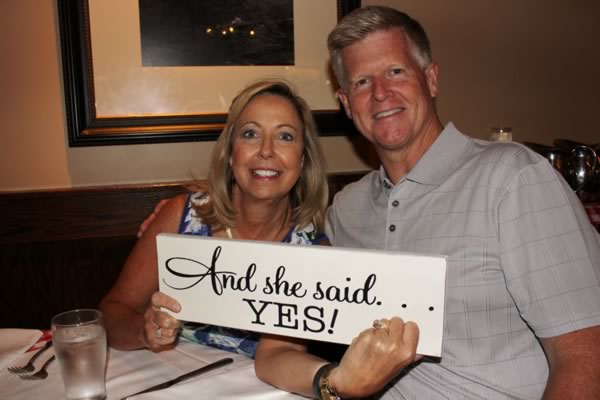 And she said. . . .
YES!